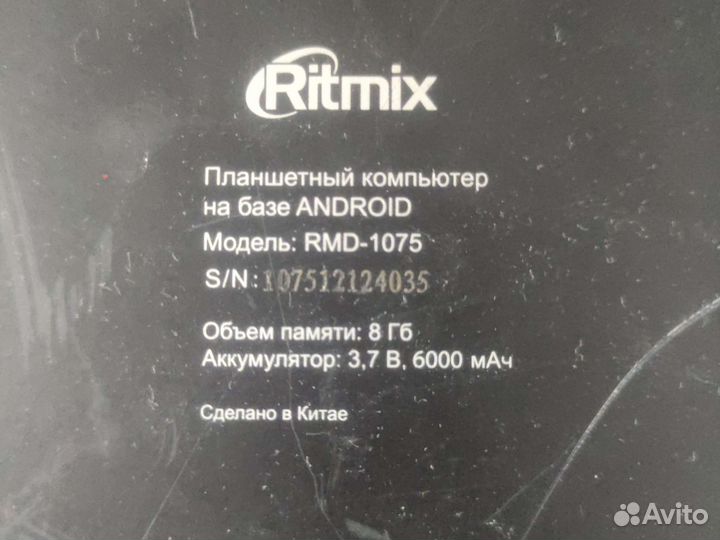 Ritmix
Планшетный компьютер
на базе ANDROID
Модель: RMD-1075
S/N: 107512124035
Объем памяти: 8 Гб
Аккумулятор: 3,7 В, 6000 мАч
Сделано в Китае
Avito